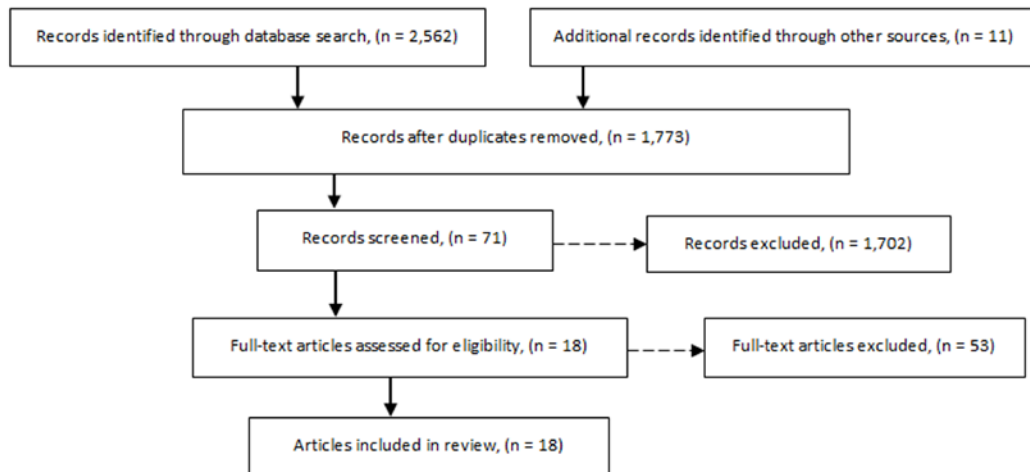 Records identified through database search, (n = 2,562)
Additional records identified through other sources, (n = 11)
Records after duplicates removed, (n = 1,773)
Records screened, (n = 71)
Records excluded, (n = 1,702)
Full-text articles assessed for eligibility, (n = 18)
Full-text articles excluded, (n = 53)
Articles included in review, (n = 18)